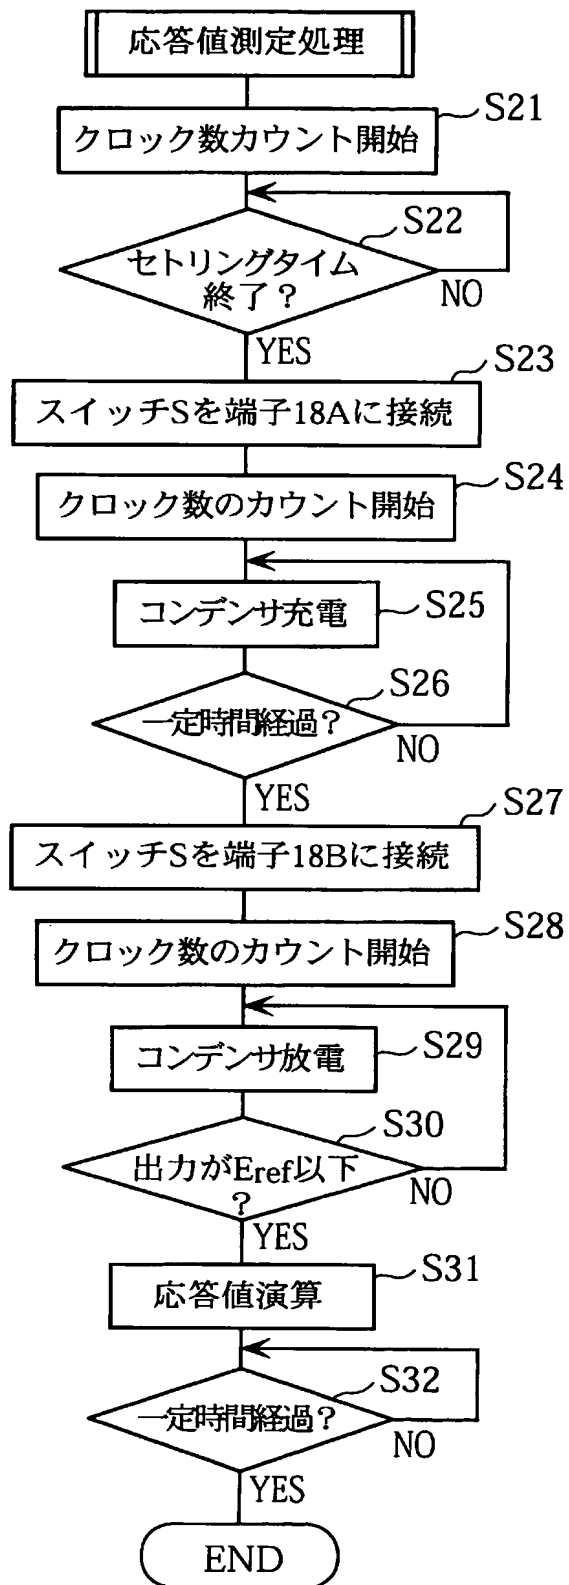 応答値測定処理
S21
クロック数カウント開始
S22
セトリングタイム
終了？
NO
YES
S23
スイッチSを端子18Aに接続
S24
クロック数のカウント開始
S25
コンデンサ充電
S26
一定時間経過？
NO
YES
S27
スイッチSを端子18Bに接続
S28
クロック数のカウント開始
S29
コンデンサ放電
S30
出力がEref以下
？
NO
YES
S31
応答値演算
S32
一定時間経過？
NO
YES
END